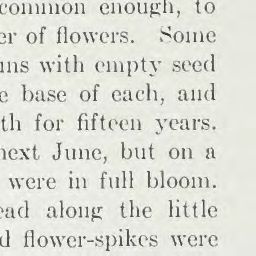 common enough, to
er of flowers. Some
ns with empty seed
e base of each, and
th for fifteen years.
next June, but on a
were in full bloom.
ead along the little
d flower-spikes were